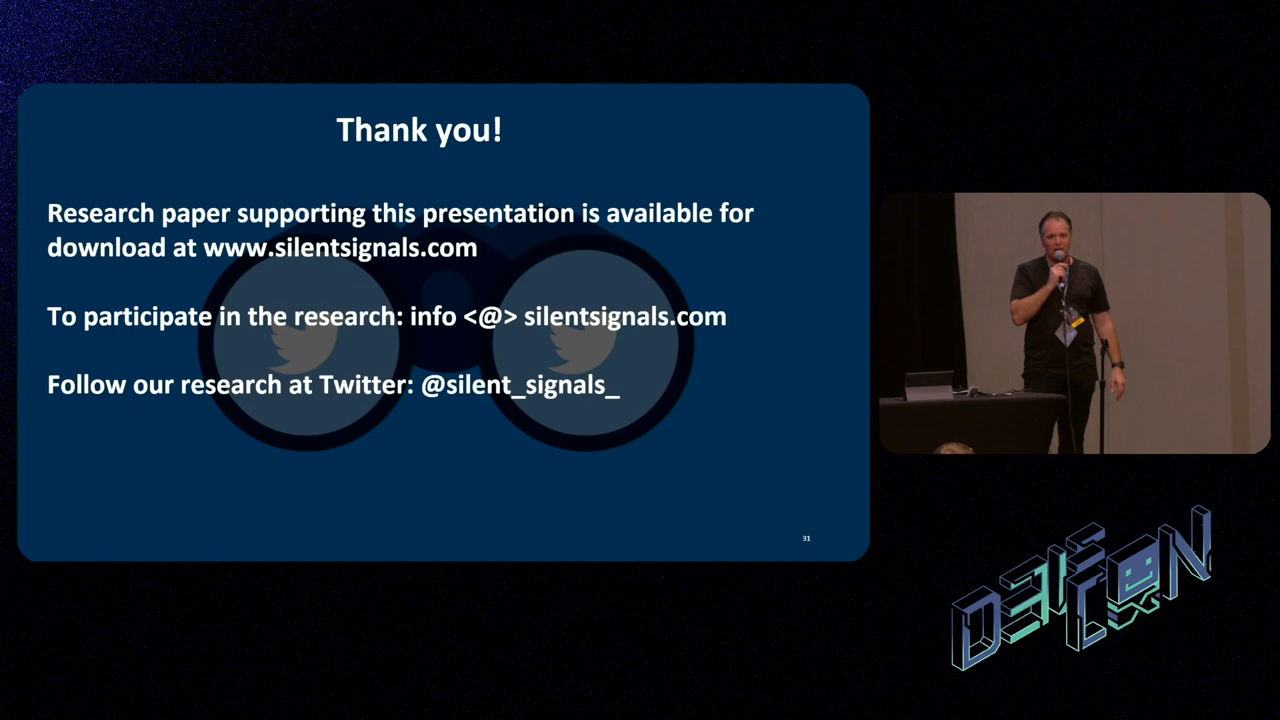 Thank you!
Research paper supporting this presentation is available for
download at www.silentsignals.com
To participate in the research: info <@> silentsignals.com
Follow our research at Twitter: @silent_signals_
31
DEF CON